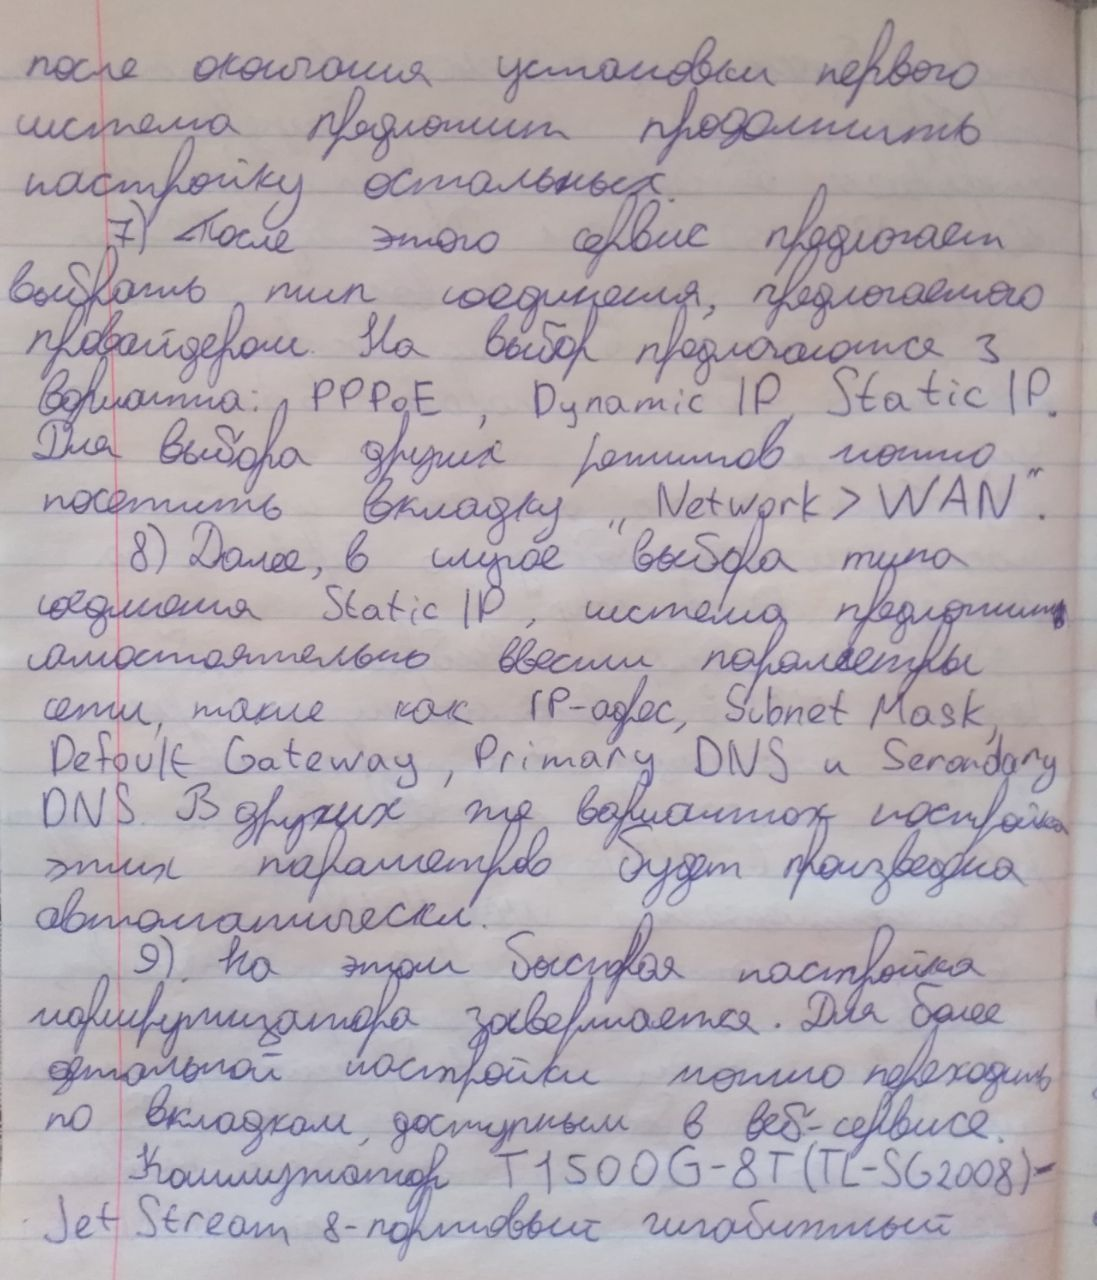 после окончания установки первого
система предложит продолжить
настройку остальных.
7) После этого сервис предлагает
выбрать тип соединения, предлагаемого
провайдером. На выбор предлагаются 3
варианта: PPPoE, Dynamic IP, Static IP.
Для выбора других режимов можно
посетить вкладку „Network > WAN“.
8) Далее, в случае выбора типа
соединения Static IP, система предложит
самостоятельно ввести параметры
сети, такие как IP-адрес, Subnet Mask,
Default Gateway, Primary DNS и Secondary
DNS. В других же вариантах настройка
этих параметров будет произведена
автоматически.
9) На этом быстрая настройка
маршрутизатора завершается. Для более
детальной настройки можно переходить
по вкладкам, доступным в веб-сервисе.
Коммутатор T1500G-8T(TL-SG2008)-
Jet Stream 8-портовый гигабитный